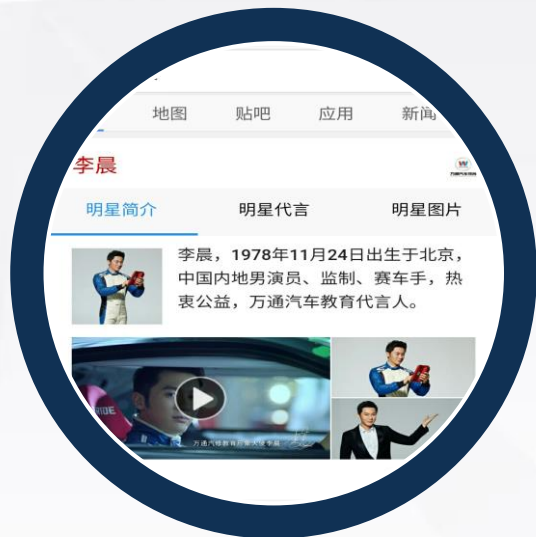 地图 贴吧 应用 新闻
李晨
明星简介 明星代言 明星图片
李晨，1978年11月24日出生于北京，
中国内地男演员、监制、赛车手，热
衷公益，万通汽车教育代言人。